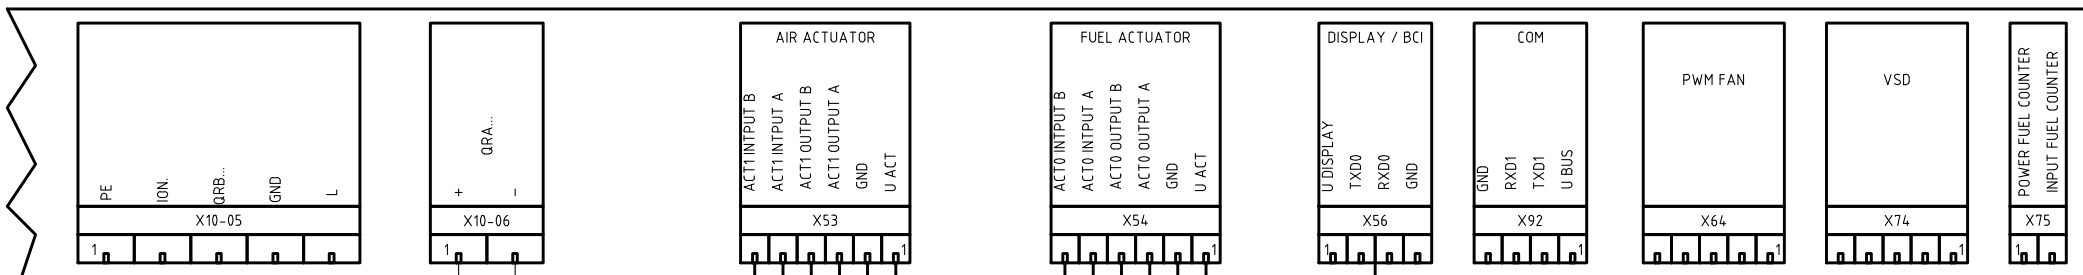 PE
ION.
QRB...
GND
L
X10-05
1
QRA...
+
-
X10-06
1
AIR ACTUATOR
ACT1 INTPUT B
ACT1 INTPUT A
ACT1 OUTPUT B
ACT1 OUTPUT A
GND
U ACT
X53
1
FUEL ACTUATOR
ACT0 INTPUT B
ACT0 INTPUT A
ACT0 OUTPUT B
ACT0 OUTPUT A
GND
U ACT
X54
1
DISPLAY / BCI
U DISPLAY
TXD0
RXD0
GND
X56
1
COM
GND
RXD1
TXD1
U BUS
X92
1
PWM FAN
X64
1
VSD
X74
1
POWER FUEL COUNTER
INPUT FUEL COUNTER
X75
1